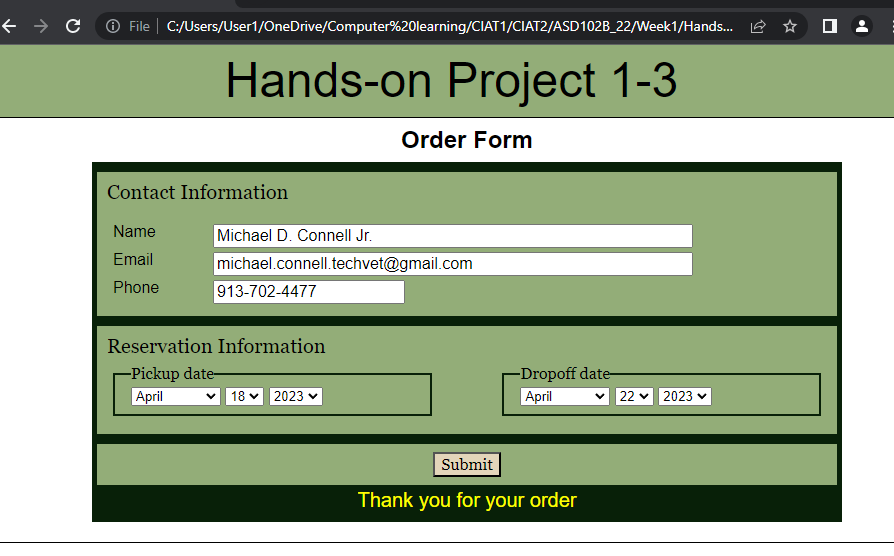 File | C:/Users/User1/OneDrive/Computer%20learning/CIAT1/CIAT2/ASD102B_22/Week1/Hands...
Hands-on Project 1-3
Order Form
Contact Information
Name Michael D. Connell Jr.
Email michael.connell.techvet@gmail.com
Phone 913-702-4477
Reservation Information
Pickup date Dropoff date
April 18 2023 April 22 2023
Submit
Thank you for your order